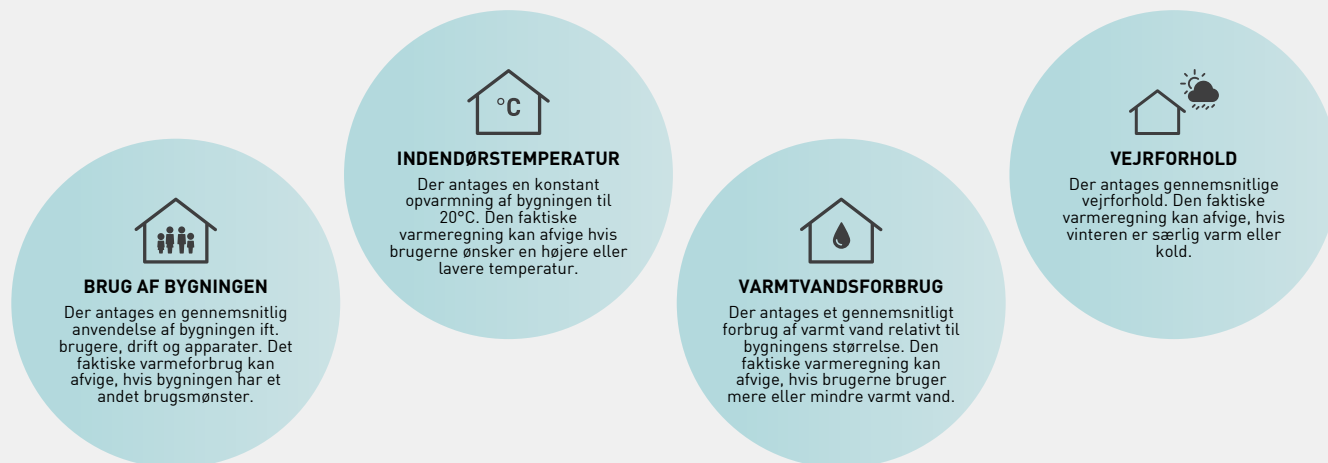 BRUG AF BYGNINGEN
Der antages en gennemsnitlig
anvendelse af bygningen ift.
brugere, drift og apparater. Det
faktiske varmeforbrug kan
afvige, hvis bygningen har et
andet brugsmønster.
°C
INDENDØRSTEMPERATUR
Der antages en konstant
opvarmning af bygningen til
20°C. Den faktiske
varmeregning kan afvige hvis
brugerne ønsker en højere eller
lavere temperatur.
VARMTVANDSFORBRUG
Der antages et gennemsnitligt
forbrug af varmt vand relativt til
bygningens størrelse. Den
faktiske varmeregning kan
afvige, hvis brugerne bruger
mere eller mindre varmt vand.
VEJRFORHOLD
Der antages gennemsnitlige
vejrforhold. Den faktiske
varmeregning kan afvige, hvis
vinteren er særlig varm eller
kold.